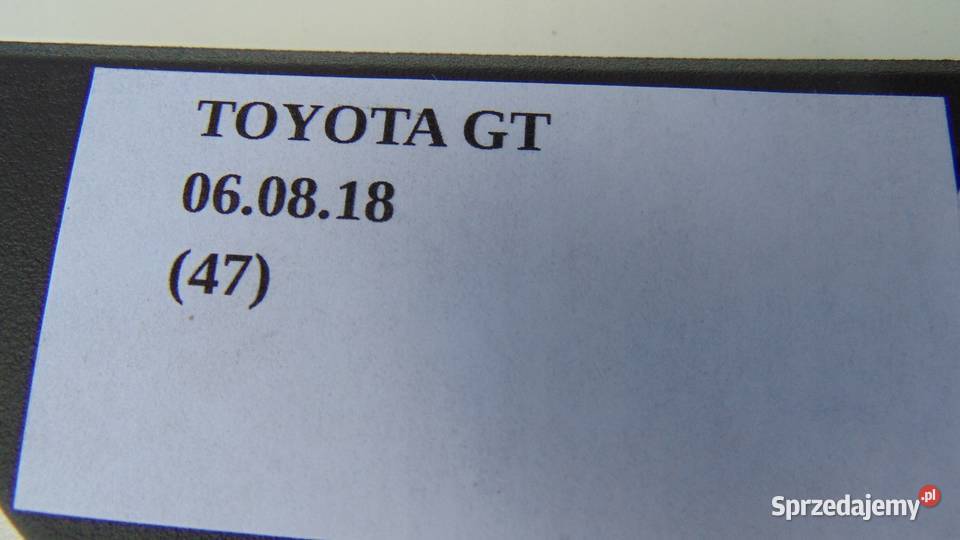 TOYOTA GT
06.08.18
(47)
Sprzedajemy.pl